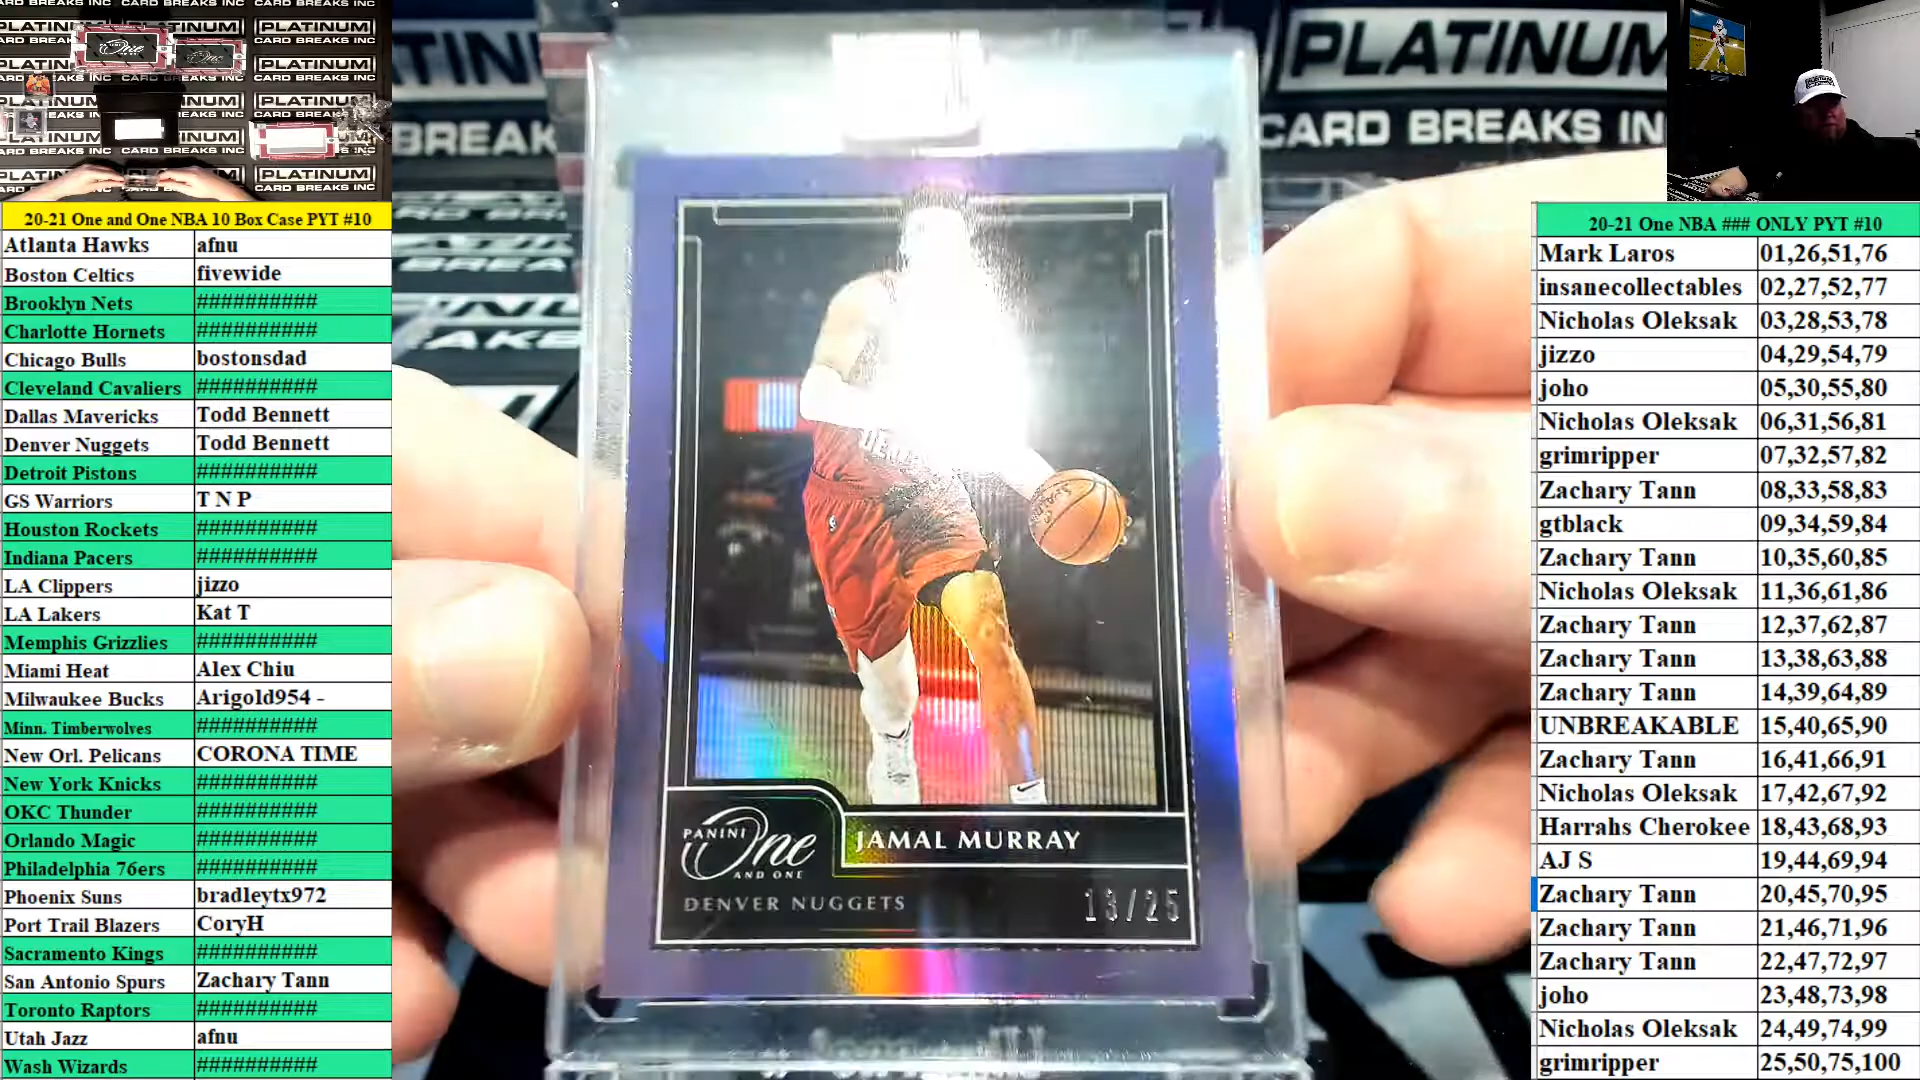 PLATINUM
CARD BREAKS INC
20-21 One and One NBA 10 Box Case PYT #10
Atlanta Hawks afnu
Boston Celtics fivewide
Brooklyn Nets ##########
Charlotte Hornets ##########
Chicago Bulls bostonsdad
Cleveland Cavaliers ##########
Dallas Mavericks Todd Bennett
Denver Nuggets Todd Bennett
Detroit Pistons ##########
GS Warriors T N P
Houston Rockets ##########
Indiana Pacers ##########
LA Clippers jizzo
LA Lakers Kat T
Memphis Grizzlies ##########
Miami Heat Alex Chiu
Milwaukee Bucks Arigold954 -
Minn. Timberwolves ##########
New Orl. Pelicans CORONA TIME
New York Knicks ##########
OKC Thunder ##########
Orlando Magic ##########
Philadelphia 76ers ##########
Phoenix Suns bradleytx972
Port Trail Blazers CoryH
Sacramento Kings ##########
San Antonio Spurs Zachary Tann
Toronto Raptors ##########
Utah Jazz afnu
Wash Wizards ##########
PLATINUM
CARD BREAKS IN
PANINI
One
AND ONE
JAMAL MURRAY
DENVER NUGGETS
13/25
20-21 One NBA ### ONLY PYT #10
Mark Laros 01,26,51,76
insanecollectables 02,27,52,77
Nicholas Oleksak 03,28,53,78
jizzo 04,29,54,79
joho 05,30,55,80
Nicholas Oleksak 06,31,56,81
grimripper 07,32,57,82
Zachary Tann 08,33,58,83
gtblack 09,34,59,84
Zachary Tann 10,35,60,85
Nicholas Oleksak 11,36,61,86
Zachary Tann 12,37,62,87
Zachary Tann 13,38,63,88
Zachary Tann 14,39,64,89
UNBREAKABLE 15,40,65,90
Zachary Tann 16,41,66,91
Nicholas Oleksak 17,42,67,92
Harrahs Cherokee 18,43,68,93
AJ S 19,44,69,94
Zachary Tann 20,45,70,95
Zachary Tann 21,46,71,96
Zachary Tann 22,47,72,97
joho 23,48,73,98
Nicholas Oleksak 24,49,74,99
grimripper 25,50,75,100